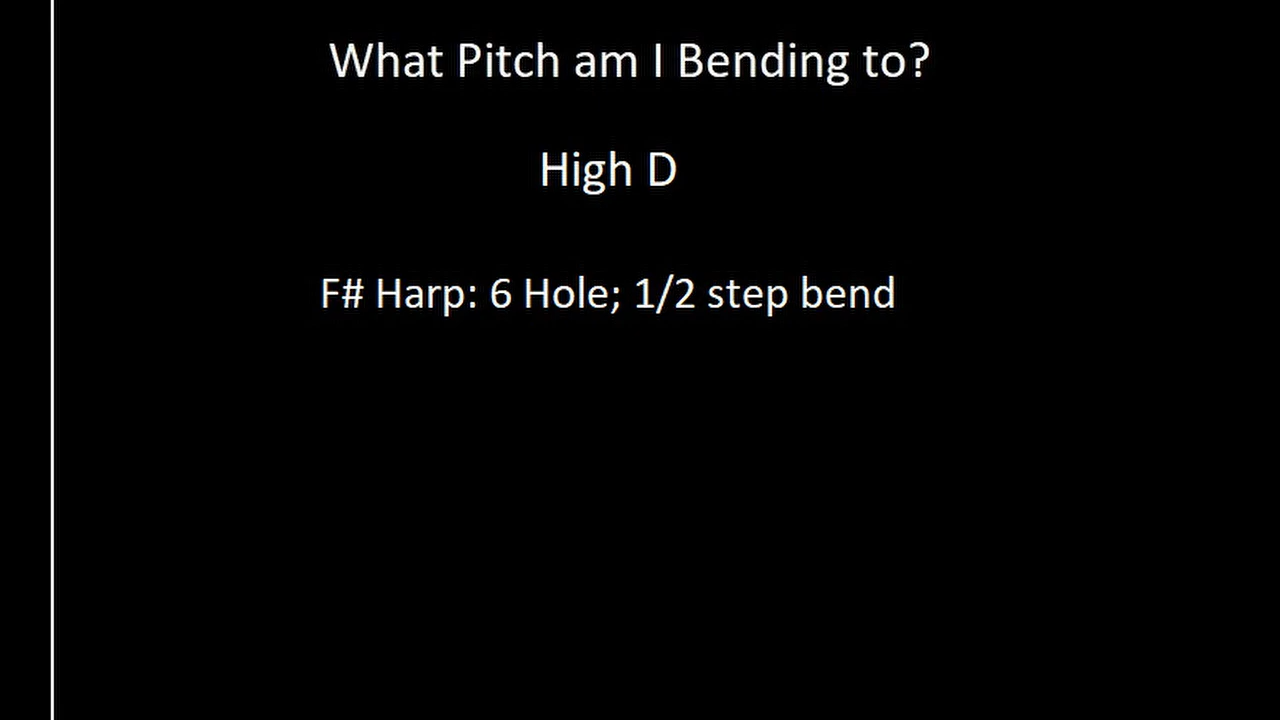 What Pitch am I Bending to?
High D
F# Harp: 6 Hole; 1/2 step bend